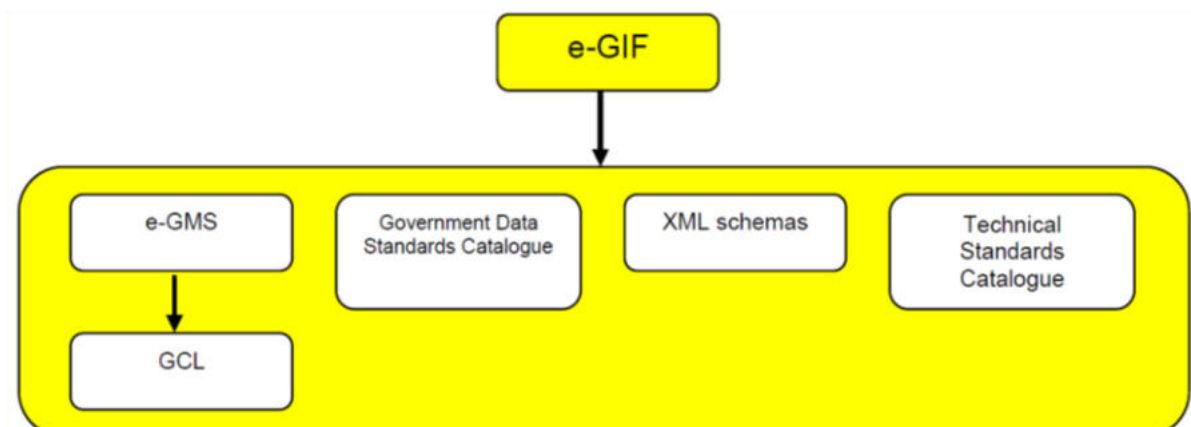 e-GIF
e-GMS
Government Data
Standards Catalogue
XML schemas
Technical
Standards
Catalogue
GCL